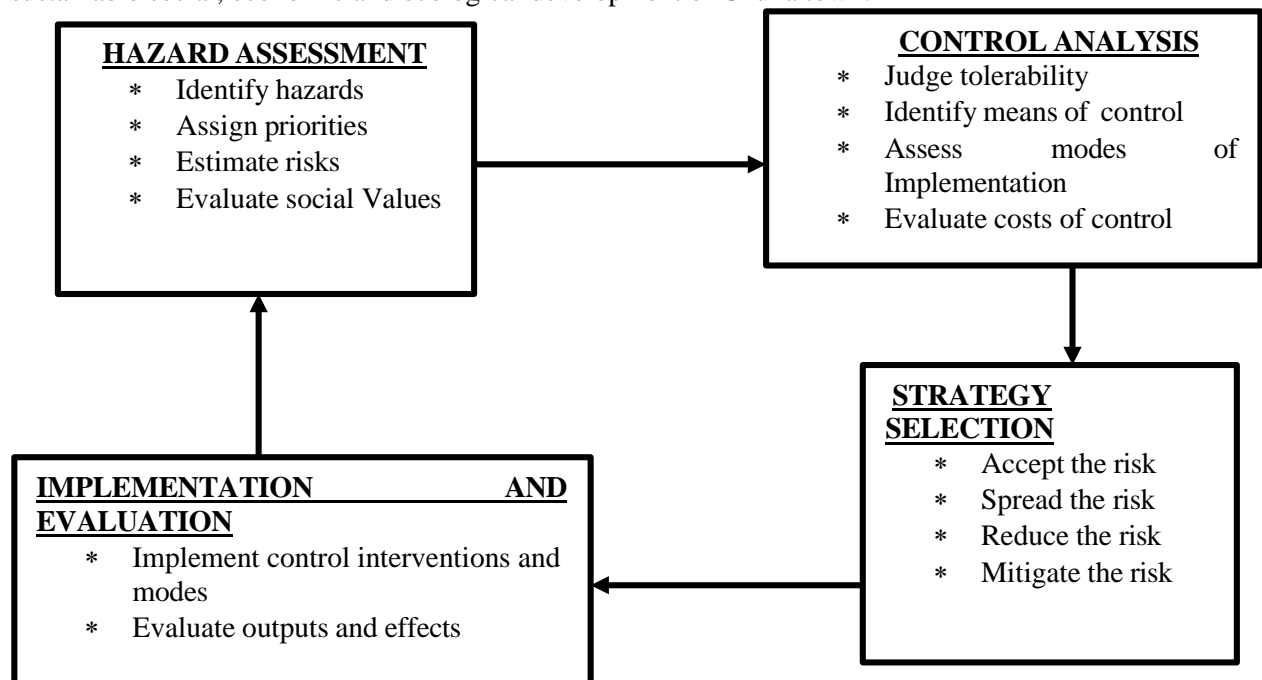 HAZARD ASSESSMENT
* Identify hazards
* Assign priorities
* Estimate risks
* Evaluate social Values
CONTROL ANALYSIS
* Judge tolerability
* Identify means of control
* Assess modes of
Implementation
* Evaluate costs of control
STRATEGY
SELECTION
* Accept the risk
* Spread the risk
* Reduce the risk
* Mitigate the risk
IMPLEMENTATION AND
EVALUATION
* Implement control interventions and
modes
* Evaluate outputs and effects